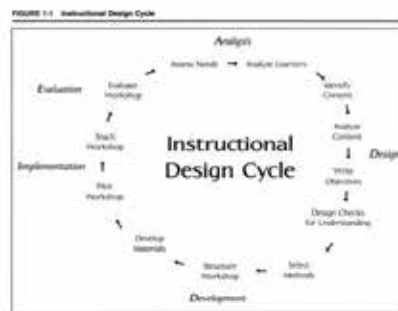 FIGURE 1-1 Instructional Design Cycle
Analysis
Assess Needs
Analyze Learners
Identify
Content
Analyze
Content
Design
Write
Objectives
Design Checks
for Understanding
Select
Methods
Structure
Workshop
Development
Develop
Materials
Pilot
Workshop
Implementation
Teach
Workshop
Evaluation
Evaluate
Workshop
Instructional
Design Cycle